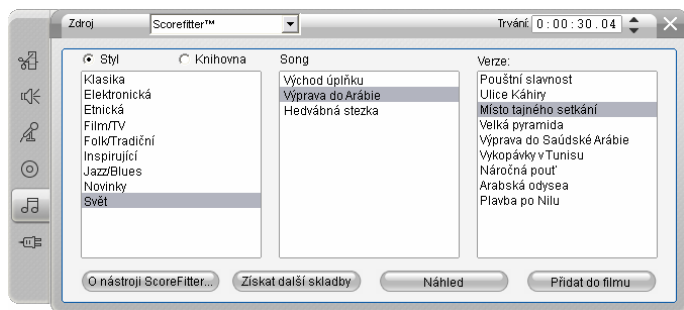 Zdroj Scorefitter™ Trvání: 0:00:30.04
Styl Knihovna Song Verze:
Klasika
Elektronická
Etnická
Film/TV
Folk/Tradiční
Inspirující
Jazz/Blues
Novinky
Svět
Východ úplňku
Výprava do Arábie
Hedvábná stezka
Pouštní slavnost
Ulice Káhiry
Místo tajného setkání
Velká pyramida
Výprava do Saúdské Arábie
Vykopávky v Tunisu
Náročná pouť
Arabská odysea
Plavba po Nilu
O nástroji ScoreFitter... Získat další skladby Náhled Přidat do filmu